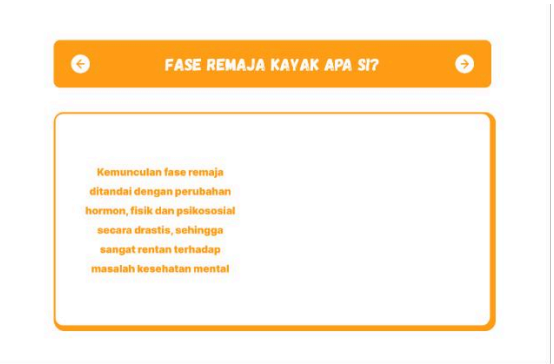 FASE REMAJA KAYAK APA SI?
Kemunculan fase remaja
ditandai dengan perubahan
hormon, fisik dan psikososial
secara drastis, sehingga
sangat rentan terhadap
masalah kesehatan mental